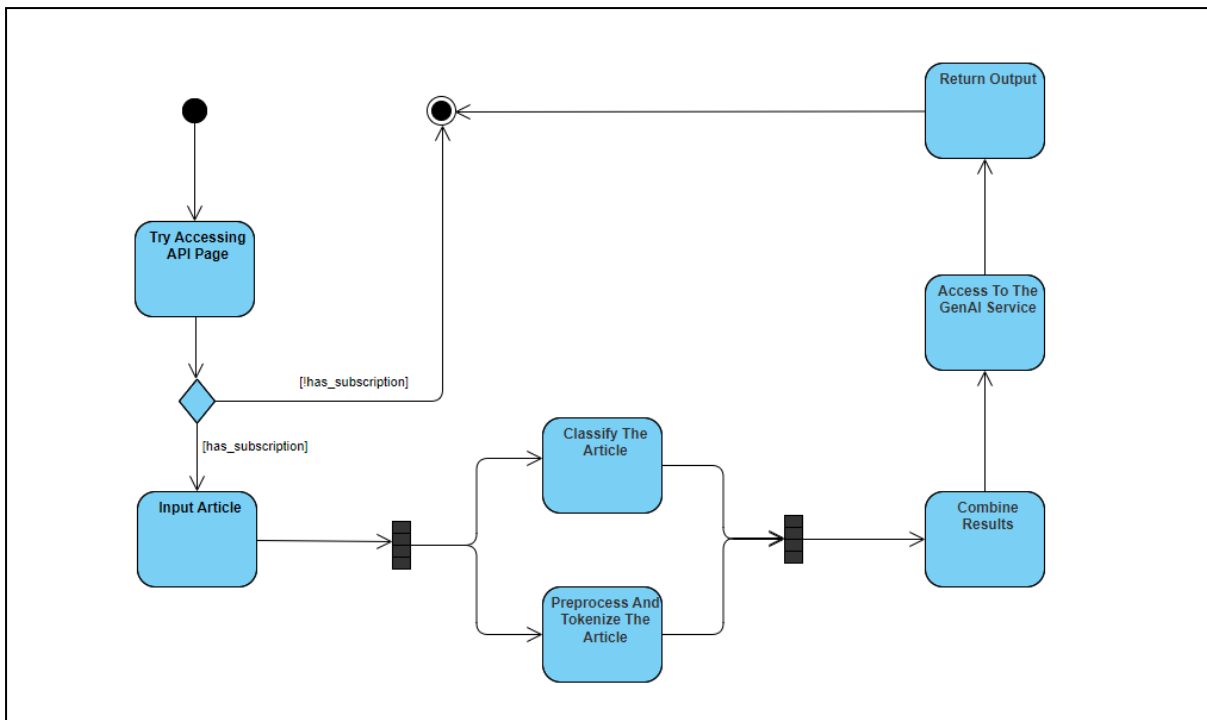 Return Output
Try Accessing
API Page
Access To The
GenAI Service
[!has_subscription]
[has_subscription]
Classify The
Article
Input Article
Combine
Results
Preprocess And
Tokenize The
Article